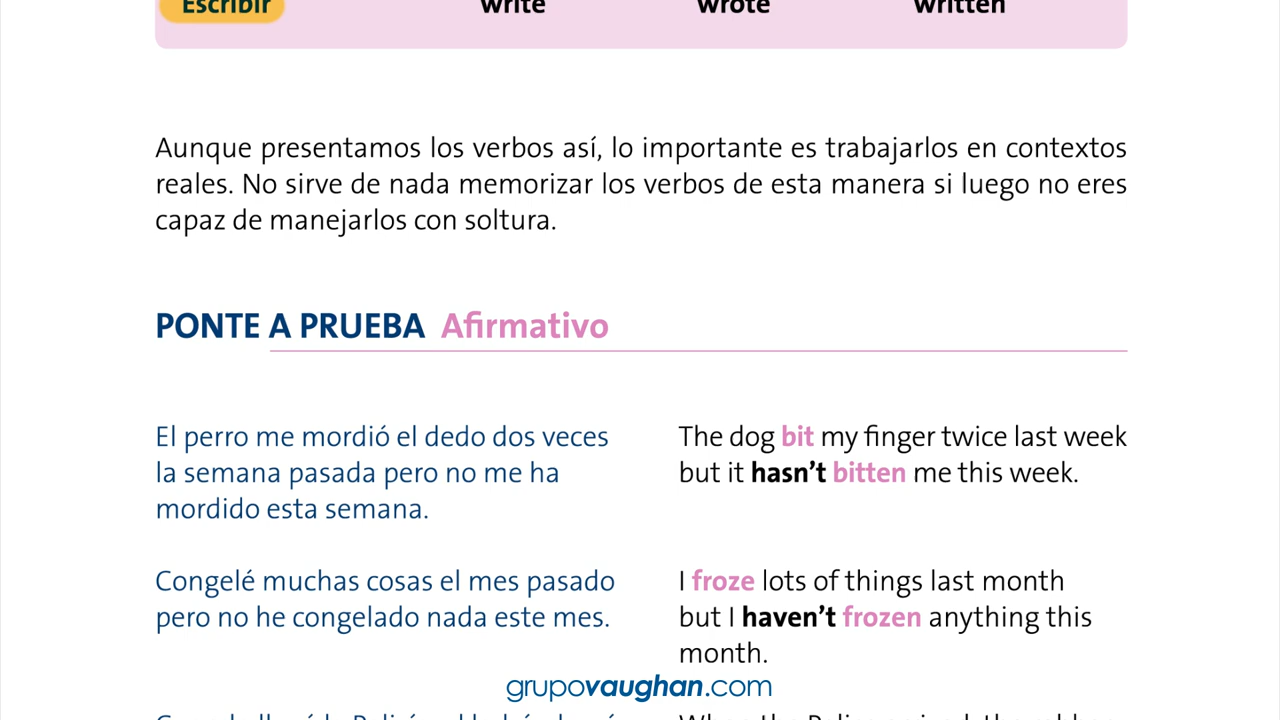 Escribir write wrote written
Aunque presentamos los verbos así, lo importante es trabajarlos en contextos
reales. No sirve de nada memorizar los verbos de esta manera si luego no eres
capaz de manejarlos con soltura.
PONTE A PRUEBA Afirmativo
El perro me mordió el dedo dos veces
la semana pasada pero no me ha
mordido esta semana.
The dog bit my finger twice last week
but it hasn't bitten me this week.
Congelé muchas cosas el mes pasado
pero no he congelado nada este mes.
I froze lots of things last month
but I haven't frozen anything this
month.
grupovaughan.com